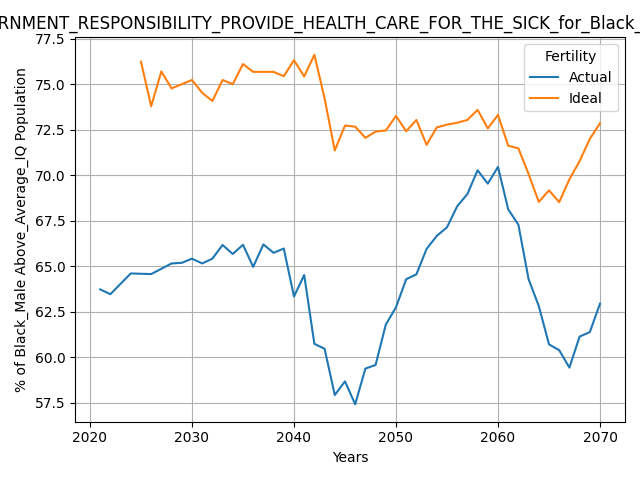 RNMENT_RESPONSIBILITY_PROVIDE_HEALTH_CARE_FOR_THE_SICK_for_Black_
77.5
75.0
72.5
70.0
67.5
65.0
62.5
60.0
57.5
% of Black_Male Above_Average_IQ Population
Fertility
Actual
Ideal
2020 2030 2040 2050 2060 2070
Years